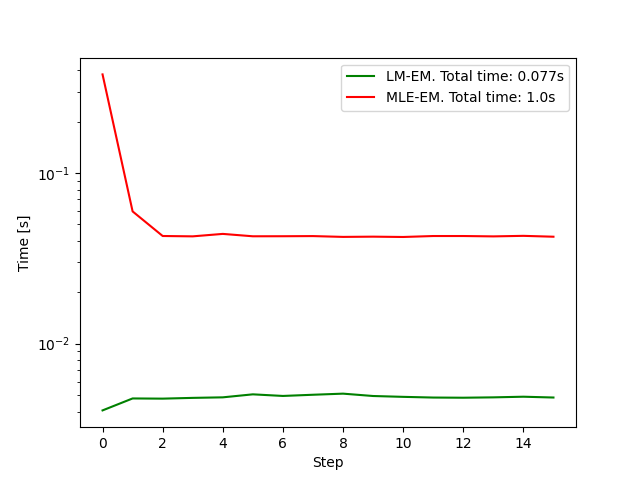 LM-EM. Total time: 0.077s
MLE-EM. Total time: 1.0s
10⁻¹
10⁻²
Time [s]
0 2 4 6 8 10 12 14
Step